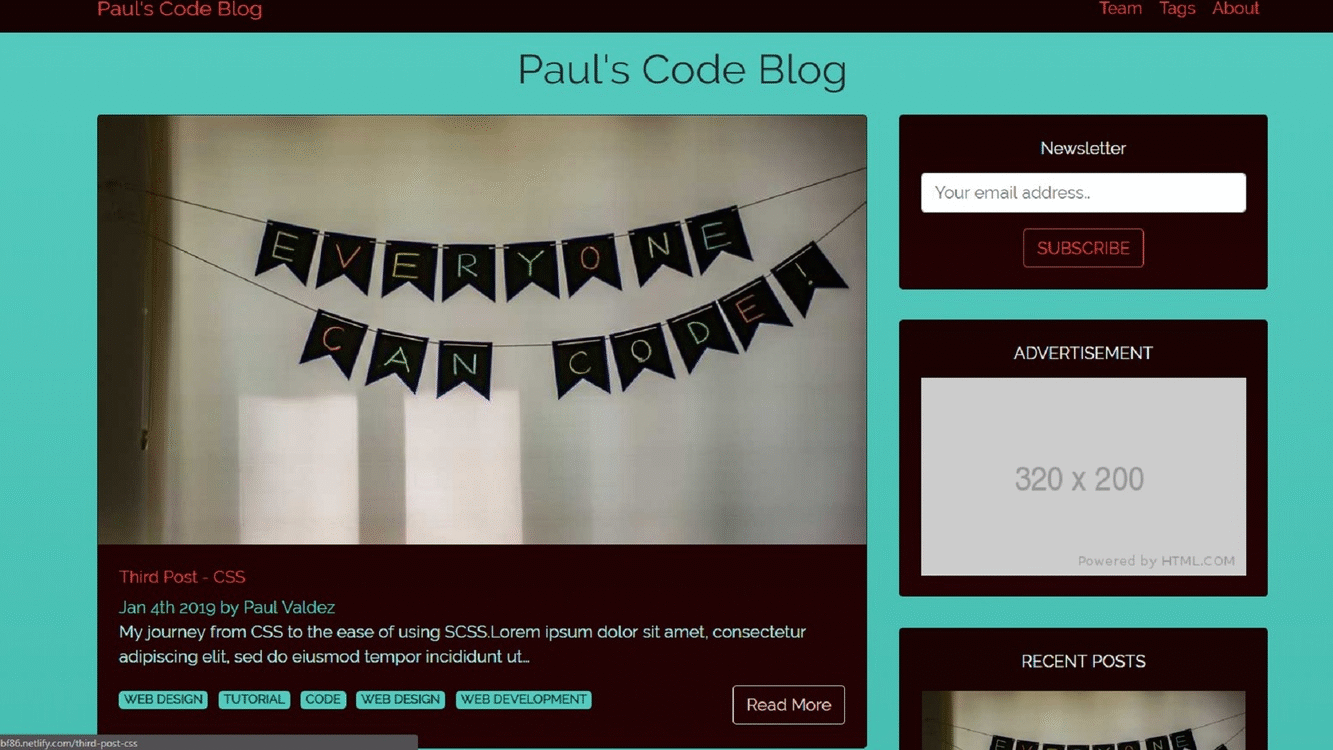 Paul's Code Blog
Team Tags About
Paul's Code Blog
EVERYONE
CAN CODE!
Third Post - CSS
Jan 4th 2019 by Paul Valdez
My journey from CSS to the ease of using SCSS.Lorem ipsum dolor sit amet, consectetur
adipiscing elit, sed do eiusmod tempor incididunt ut...
WEB DESIGN TUTORIAL CODE WEB DESIGN WEB DEVELOPMENT
Read More
Newsletter
Your email address..
SUBSCRIBE
ADVERTISEMENT
320 x 200
Powered by HTML.COM
RECENT POSTS
EVERYONE
bf86.netlify.com/third-post-css